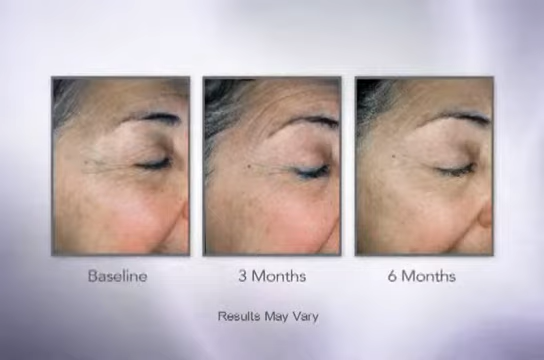 Baseline
3 Months
6 Months
Results May Vary